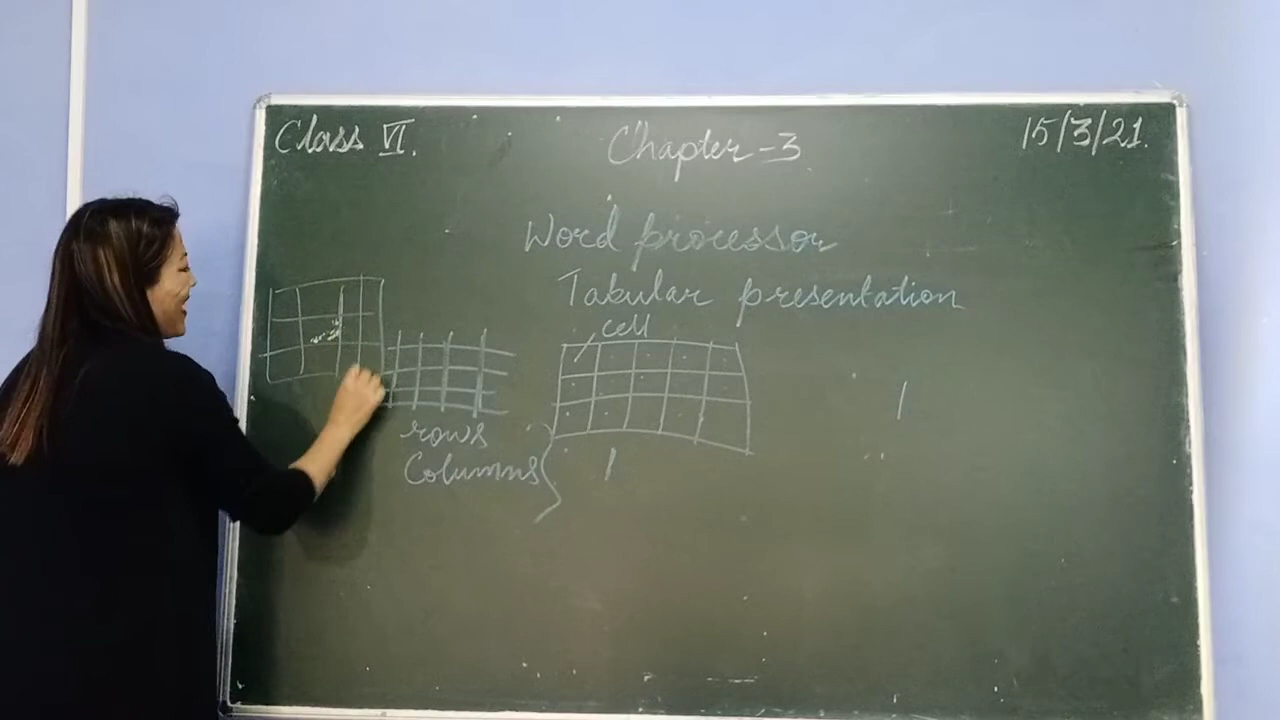 Class VI.
Chapter-3
15/3/21.
Word processor
Tabular presentation
cell
rows
Columns